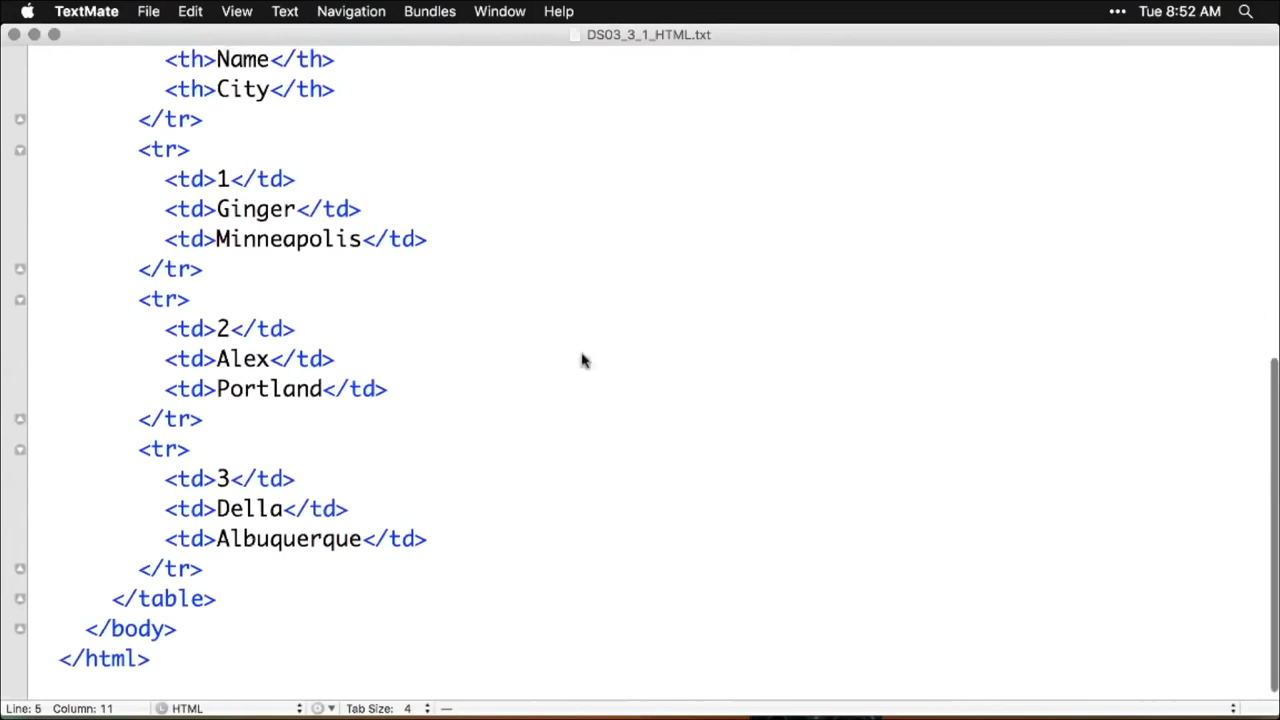 TextMate File Edit View Text Navigation Bundles Window Help ••• Tue 8:52 AM
DS03_3_1_HTML.txt
<th>Name</th>
<th>City</th>
</tr>
<tr>
<td>1</td>
<td>Ginger</td>
<td>Minneapolis</td>
</tr>
<tr>
<td>2</td>
<td>Alex</td>
<td>Portland</td>
</tr>
<tr>
<td>3</td>
<td>Della</td>
<td>Albuquerque</td>
</tr>
</table>
</body>
</html>
Line: 5 Column: 11 L HTML Tab Size: 4 —